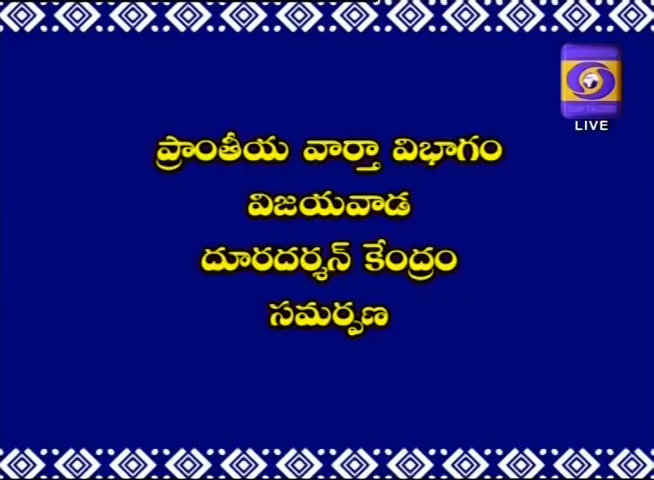 LIVE
ప్రాంతీయ వార్తా విభాగం
విజయవాడ
దూరదర్శన్ కేంద్రం
సమర్పణ